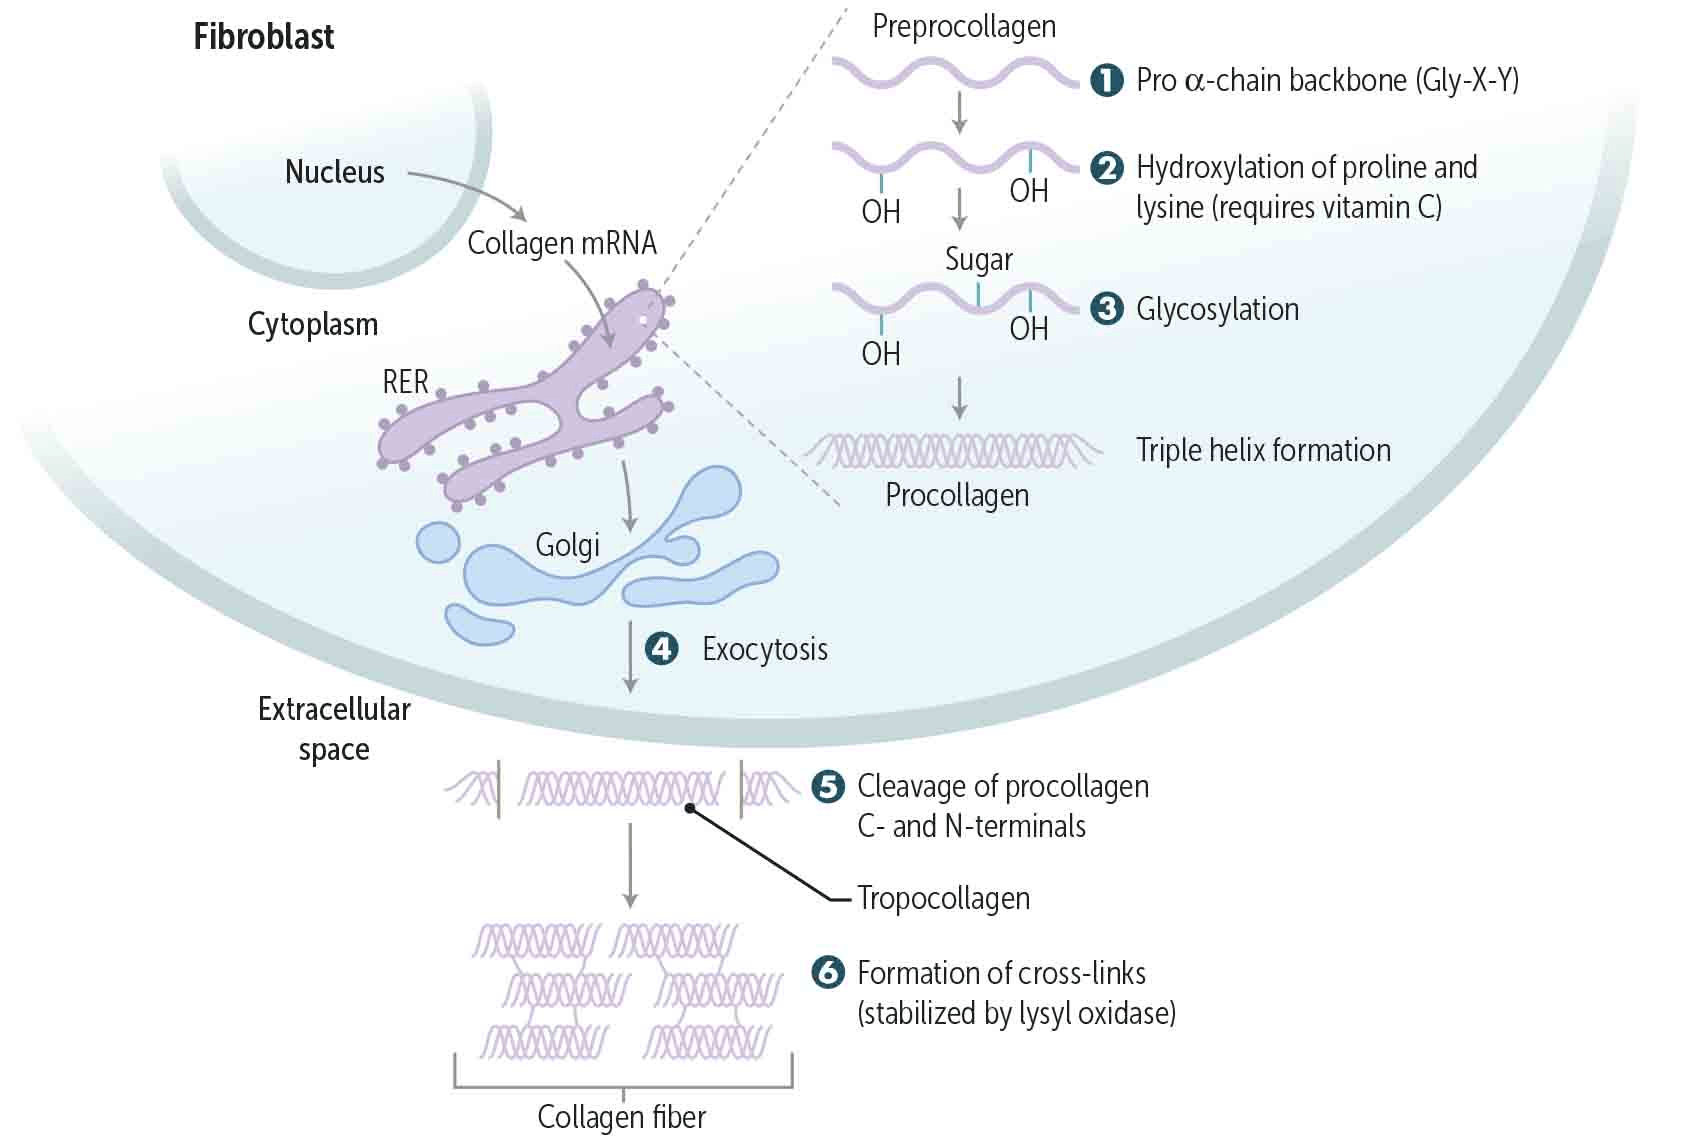 Fibroblast
Preprocollagen
1 Pro α-chain backbone (Gly-X-Y)
Nucleus
2 Hydroxylation of proline and
lysine (requires vitamin C)
OH
OH
Collagen mRNA
Sugar
Cytoplasm
3 Glycosylation
OH
OH
RER
Triple helix formation
Procollagen
Golgi
4 Exocytosis
Extracellular
space
5 Cleavage of procollagen
C- and N-terminals
Tropocollagen
6 Formation of cross-links
(stabilized by lysyl oxidase)
Collagen fiber